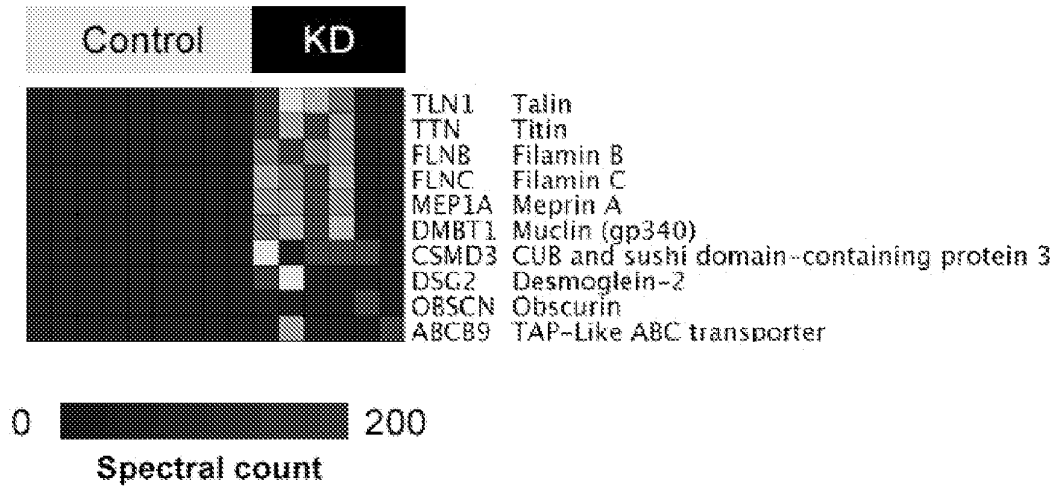 Control KD
TLN1 Talin
TTN Titin
FLNB Filamin B
FLNC Filamin C
MEP1A Meprin A
DMBT1 Muclin (gp340)
CSMD3 CUB and sushi domain-containing protein 3
DSG2 Desmoglein-2
OBSCN Obscurin
ABCB9 TAP-Like ABC transporter
0 200
Spectral count